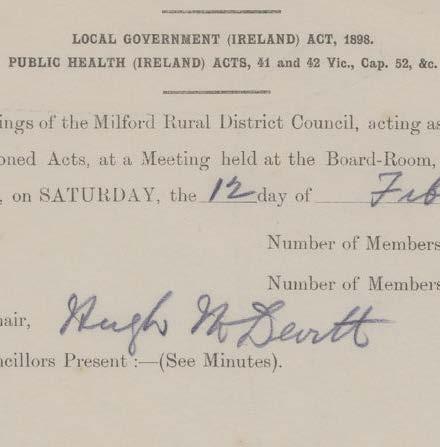 LOCAL GOVERNMENT (IRELAND) ACT, 1898.
PUBLIC HEALTH (IRELAND) ACTS, 41 and 42 Vic., Cap. 52, &c.
ings of the Milford Rural District Council, acting as
oned Acts, at a Meeting held at the Board-Room,
, on SATURDAY, the 12 day of Feb
Number of Members
Number of Members
hair, Hugh McDevitt
ncillors Present :—(See Minutes).